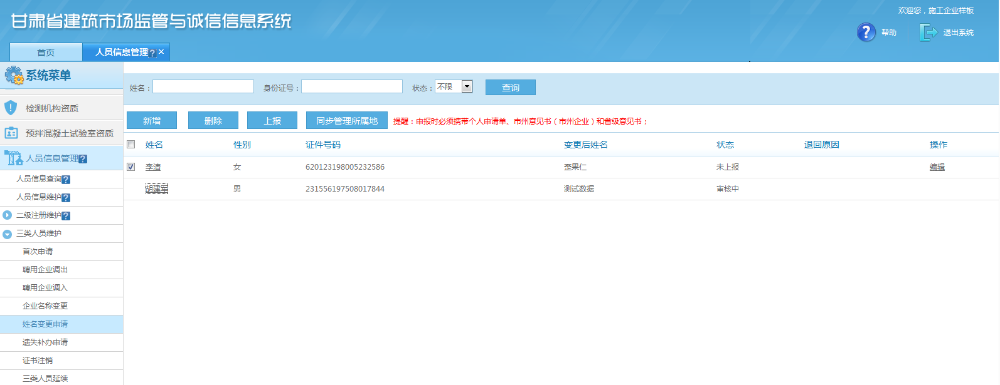 甘肃省建筑市场监管与诚信信息系统
欢迎您，施工企业样板
帮助
退出系统
首页
人员信息管理? ×
系统菜单
检测机构资质
预拌混凝土试验室资质
人员信息管理?
人员信息查询?
人员信息维护?
二级注册维护?
三类人员维护
首次申请
聘用企业调出
聘用企业调入
企业名称变更
姓名变更申请
遗失补办申请
证书注销
三类人员延续
姓名： 身份证号： 状态： 不限 查询
新增 删除 上报 同步管理所属地 提醒：申报时必须携带个人申请单、市州意见书（市州企业）和省级意见书；
姓名 性别 证件号码 变更后姓名 状态 退回原因 操作
李清 女 620123198005232586 歪果仁 未上报 编辑
胡建军 男 231556197508017844 测试数据 审核中